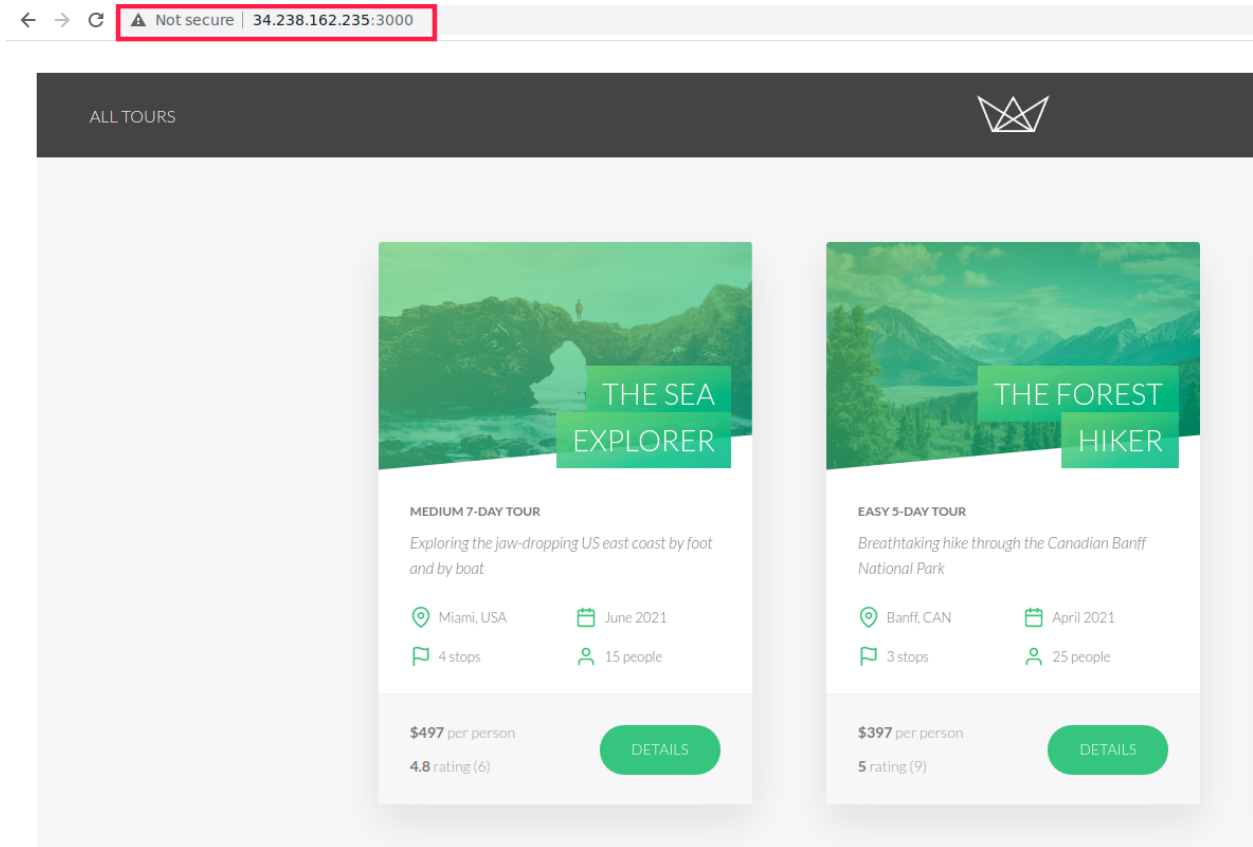 Not secure | 34.238.162.235:3000
ALL TOURS
THE SEA
EXPLORER
MEDIUM 7-DAY TOUR
Exploring the jaw-dropping US east coast by foot
and by boat
Miami, USA
June 2021
4 stops
15 people
$497 per person
4.8 rating (6)
DETAILS
THE FOREST
HIKER
EASY 5-DAY TOUR
Breathtaking hike through the Canadian Banff
National Park
Banff, CAN
April 2021
3 stops
25 people
$397 per person
5 rating (9)
DETAILS